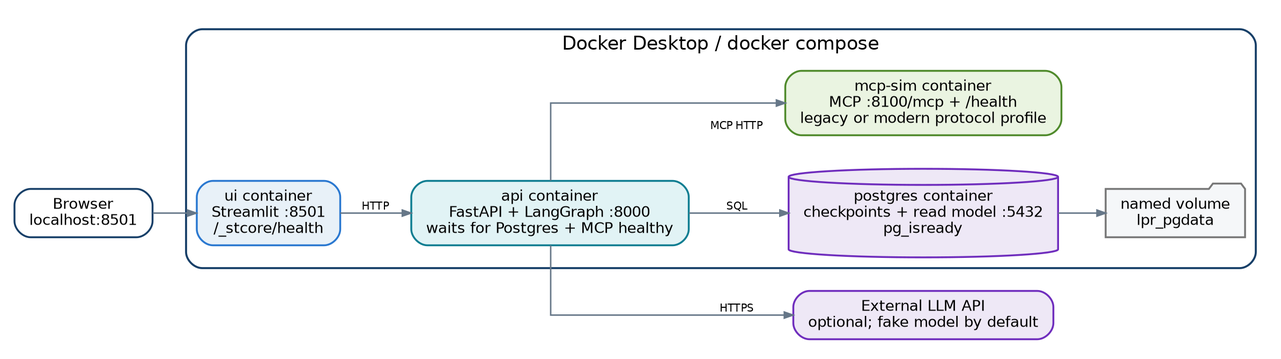 Docker Desktop / docker compose
mcp-sim container
MCP :8100/mcp + /health
legacy or modern protocol profile
MCP HTTP
Browser
localhost:8501
ui container
Streamlit :8501
/_stcore/health
HTTP
api container
FastAPI + LangGraph :8000
waits for Postgres + MCP healthy
SQL
postgres container
checkpoints + read model :5432
pg_isready
named volume
lpr_pgdata
HTTPS
External LLM API
optional; fake model by default